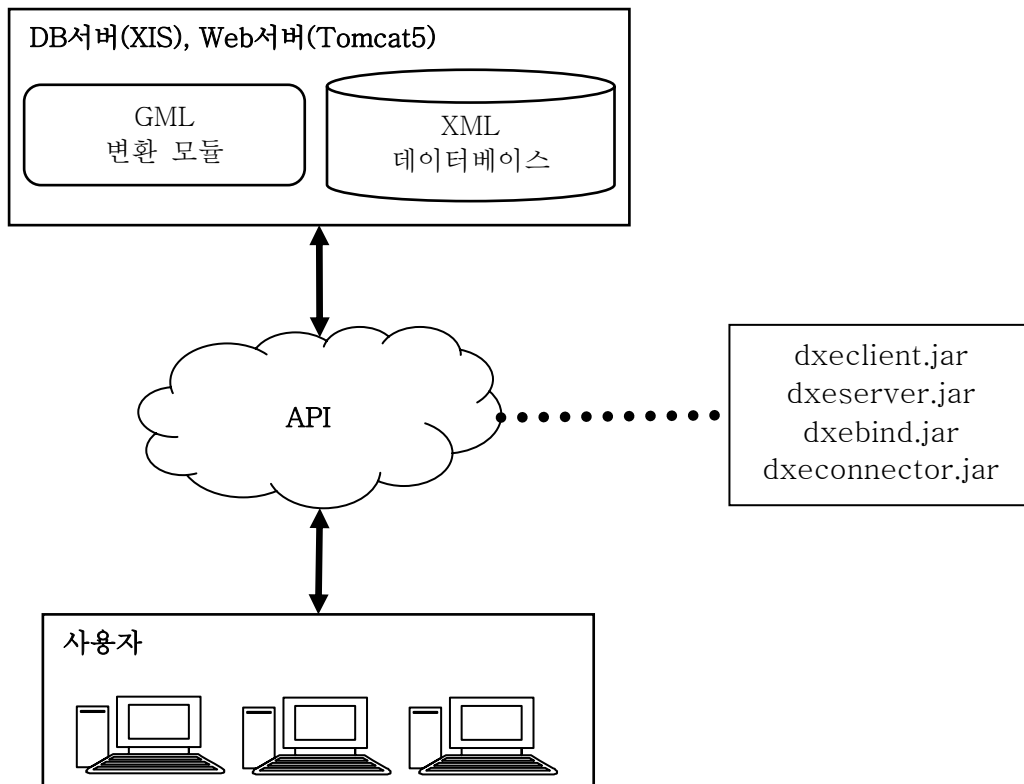 DB서버(XIS), Web서버(Tomcat5)
GML
변환 모듈
XML
데이터베이스
API
dxeclient.jar
dxeserver.jar
dxebind.jar
dxeconnector.jar
사용자